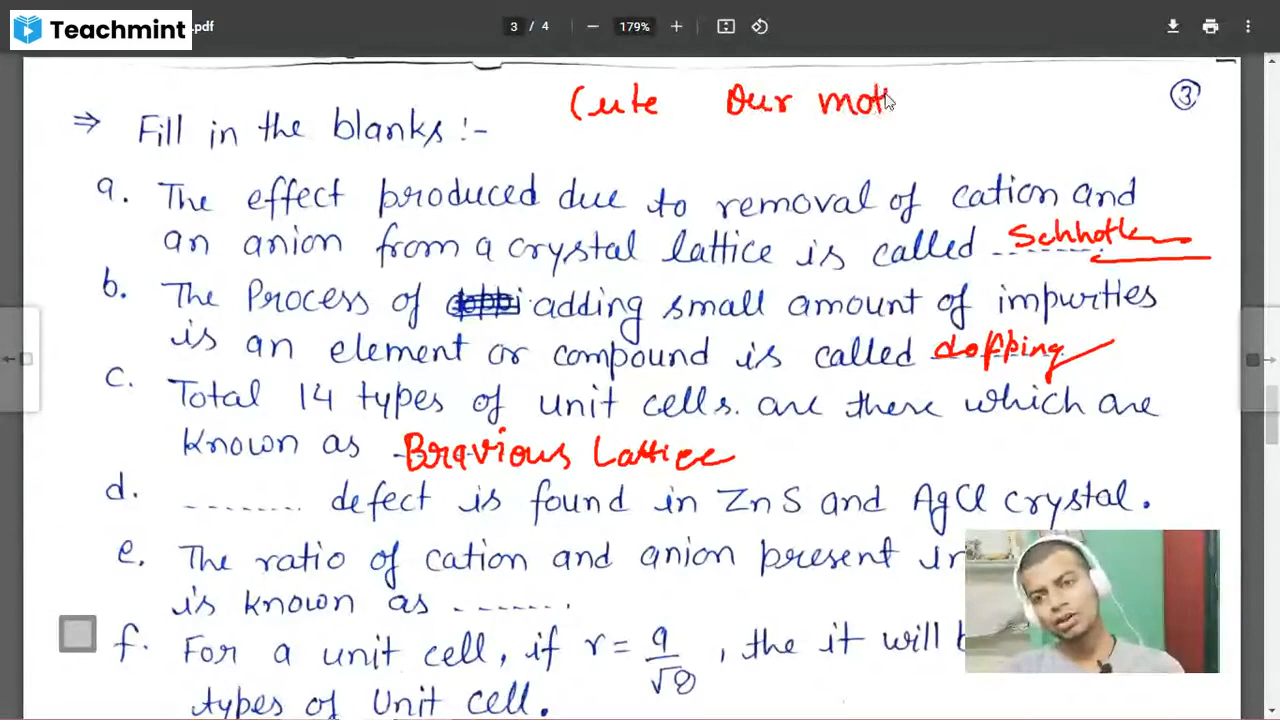 Teachmint
.pdf
3 / 4
179%
Cute Our mot
3
⇒ Fill in the blanks :-
a. The effect produced due to removal of cation and
an anion from a crystal lattice is called Schhotke
b. The Process of adding small amount of impurties
is an element or compound is called dopping
c. Total 14 types of unit cells. are there which are
known as Bravious Lattice
d. ........ defect is found in ZnS and AgCl crystal.
e. The ratio of cation and anion present in
is known as .......
f. For a unit cell, if r = a/√8, the it will b
types of Unit cell.